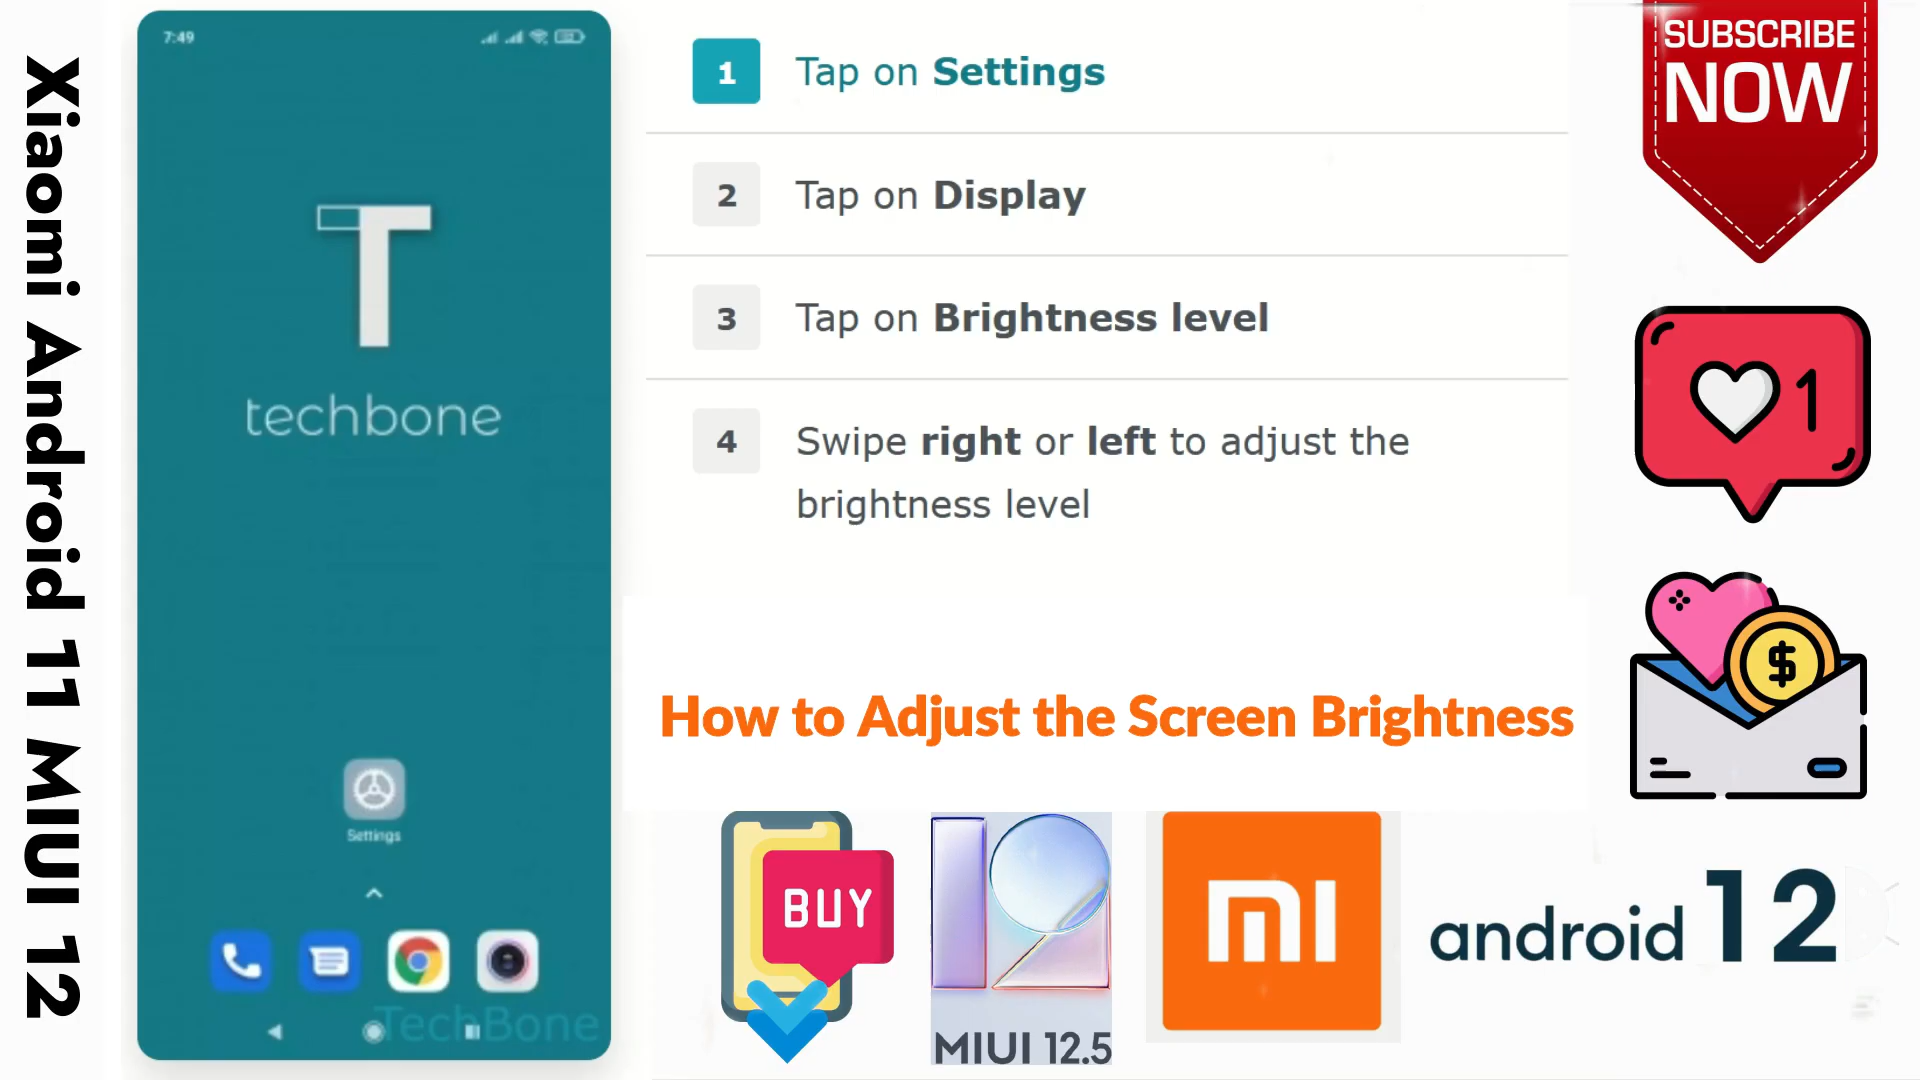 Xiaomi Android 11 MIUI 12
7:49
T
techbone
Settings
TechBone
1 Tap on Settings
2 Tap on Display
3 Tap on Brightness level
4 Swipe right or left to adjust the
brightness level
How to Adjust the Screen Brightness
BUY
12
MIUI 12.5
mi
android 12
SUBSCRIBE
NOW
1
$